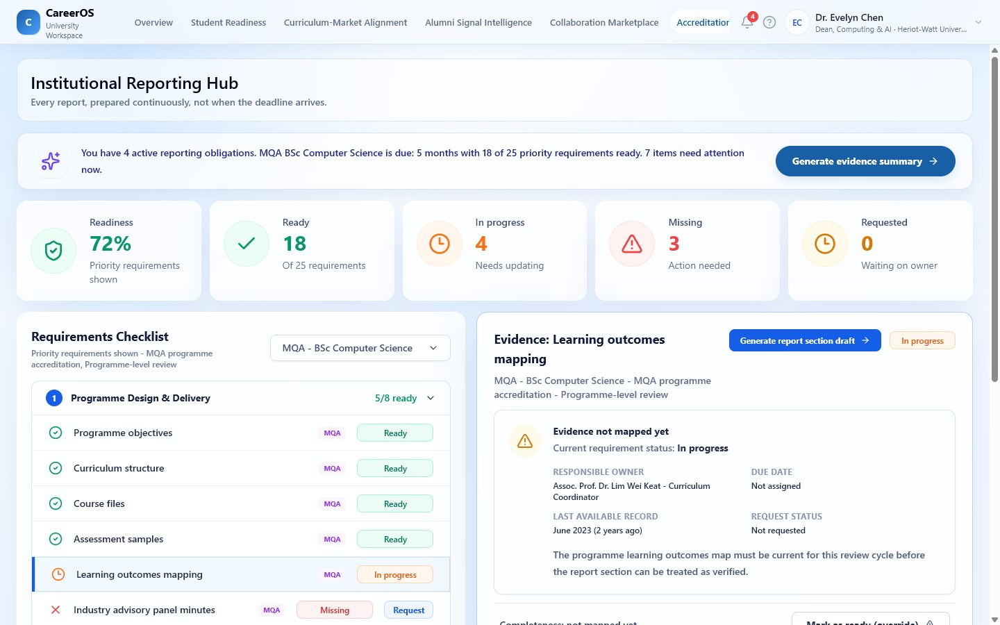 C
CareerOS
University
Workspace
Overview
Student Readiness
Curriculum-Market Alignment
Alumni Signal Intelligence
Collaboration Marketplace
Accreditation
4
EC
Dr. Evelyn Chen
Dean, Computing & AI · Heriot-Watt Univer...
Institutional Reporting Hub
Every report, prepared continuously, not when the deadline arrives.
You have 4 active reporting obligations. MQA BSc Computer Science is due: 5 months with 18 of 25 priority requirements ready. 7 items need attention
now.
Generate evidence summary
Readiness
72%
Priority requirements
shown
Ready
18
Of 25 requirements
In progress
4
Needs updating
Missing
3
Action needed
Requested
0
Waiting on owner
Requirements Checklist
Priority requirements shown - MQA programme
accreditation, Programme-level review
MQA - BSc Computer Science
1
Programme Design & Delivery
5/8 ready
Programme objectives
MQA
Ready
Curriculum structure
MQA
Ready
Course files
MQA
Ready
Assessment samples
MQA
Ready
Learning outcomes mapping
MQA
In progress
Industry advisory panel minutes
MQA
Missing
Request
Evidence: Learning outcomes
mapping
Generate report section draft
In progress
MQA - BSc Computer Science - MQA programme
accreditation - Programme-level review
Evidence not mapped yet
Current requirement status: In progress
RESPONSIBLE OWNER
Assoc. Prof. Dr. Lim Wei Keat - Curriculum
Coordinator
DUE DATE
Not assigned
LAST AVAILABLE RECORD
June 2023 (2 years ago)
REQUEST STATUS
Not requested
The programme learning outcomes map must be current for this review cycle before
the report section can be treated as verified.
Completeness: not mapped yet
Mark as ready (override)